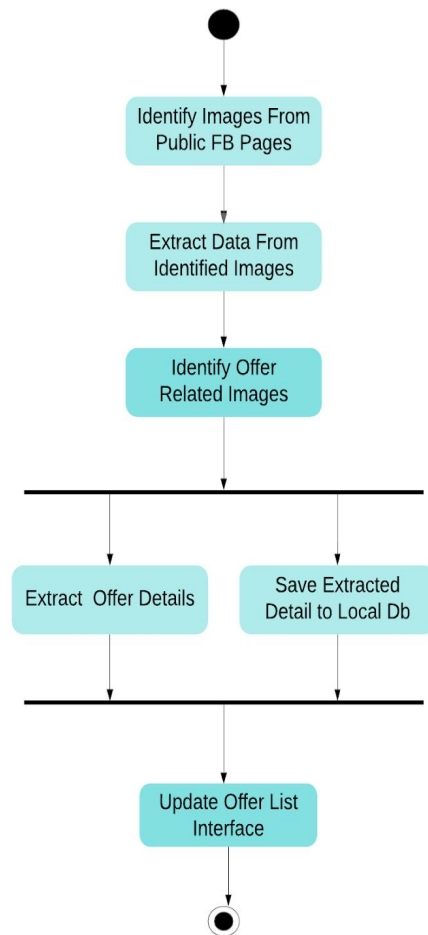 Identify Images From
Public FB Pages
Extract Data From
Identified Images
Identify Offer
Related Images
Extract Offer Details
Save Extracted
Detail to Local Db
Update Offer List
Interface